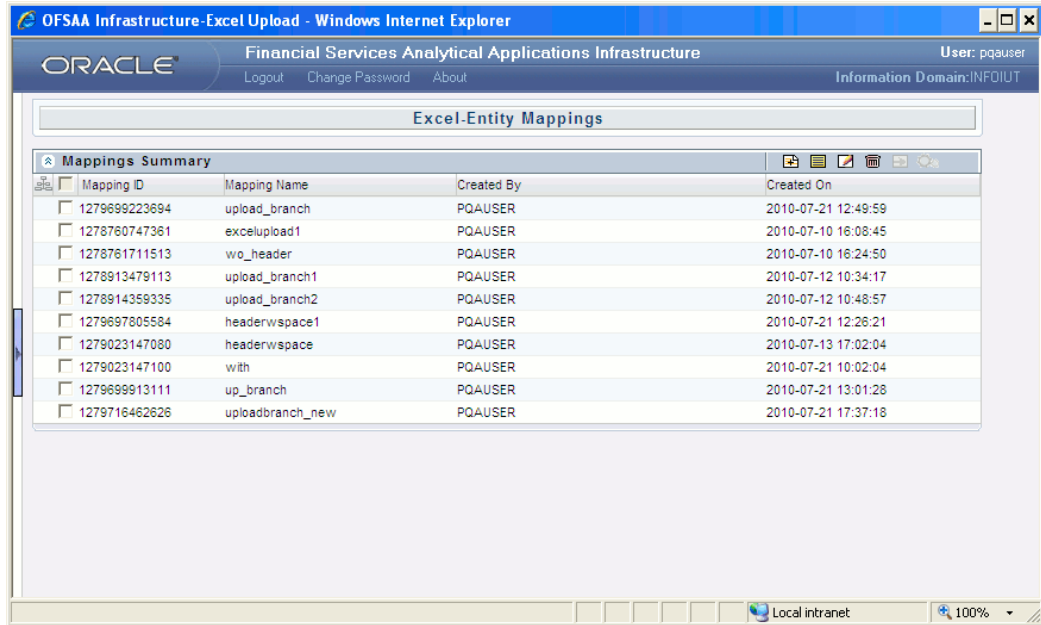 OFSAA Infrastructure-Excel Upload - Windows Internet Explorer
ORACLE
Financial Services Analytical Applications Infrastructure
User: pqauser
Logout Change Password About
Information Domain:INFOIUT
Excel-Entity Mappings
Mappings Summary
Mapping ID Mapping Name Created By Created On
1279699223694 upload_branch PQAUSER 2010-07-21 12:49:59
1278760747361 excelupload1 PQAUSER 2010-07-10 16:08:45
1278761711513 wo_header PQAUSER 2010-07-10 16:24:50
1278913479113 upload_branch1 PQAUSER 2010-07-12 10:34:17
1278914359335 upload_branch2 PQAUSER 2010-07-12 10:48:57
1279697805584 headerwspace1 PQAUSER 2010-07-21 12:26:21
1279023147080 headerwspace PQAUSER 2010-07-13 17:02:04
1279023147100 with PQAUSER 2010-07-21 10:02:04
1279699913111 up_branch PQAUSER 2010-07-21 13:01:28
1279716462626 uploadbranch_new PQAUSER 2010-07-21 17:37:18
Local intranet 100%